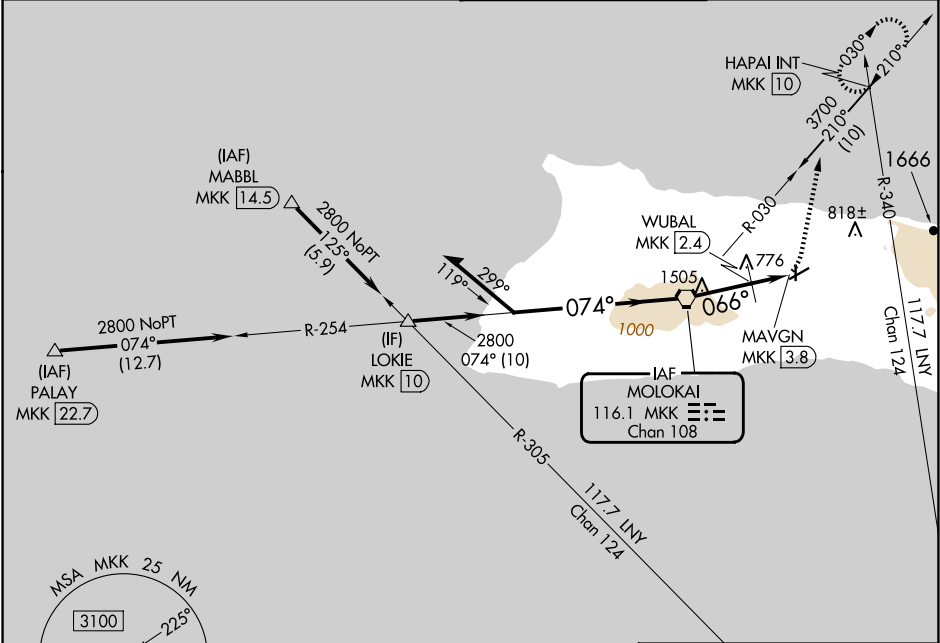 HAPAI INT
MKK 10
030°
210°
3700
210°
(10)
1666
R-340
818±
(IAF)
MABBL
MKK 14.5
2800 NoPT
125°
(5.9)
WUBAL
MKK 2.4
R-030
776
1505
299°
119°
074°
066°
1000
2800 NoPT
074°
(12.7)
R-254
(IAF)
PALAY
MKK 22.7
(IF)
LOKIE
MKK 10
2800
074° (10)
MAVGN
MKK 3.8
117.7 LNY
Chan 124
IAF
MOLOKAI
116.1 MKK
Chan 108
R-305
117.7 LNY
Chan 124
MSA MKK 25 NM
3100
225°